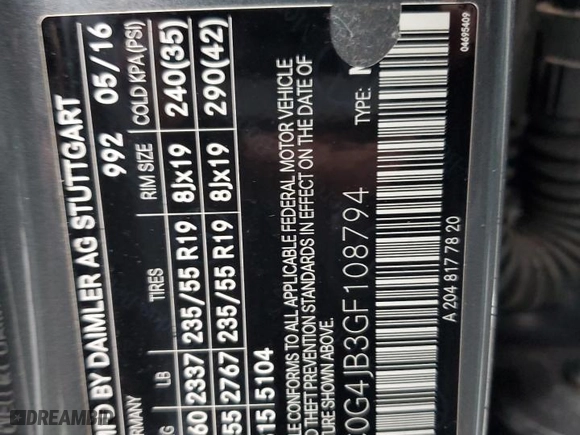 BY DAIMLER AG STUTTGART
GERMANY 992 05/16
LB TIRES RIM SIZE COLD KPA(PSI)
60 2337 235/55 R19 8Jx19 240(35)
55 2767 235/55 R19 8Jx19 290(42)
5104
CONFORMS TO ALL APPLICABLE FEDERAL MOTOR VEHICLE
THEFT PREVENTION STANDARDS IN EFFECT ON THE DATE OF
SHOWN ABOVE.
0G4JB3GF108794 TYPE:
A 204 817 78 20
04695409
DREAMBID